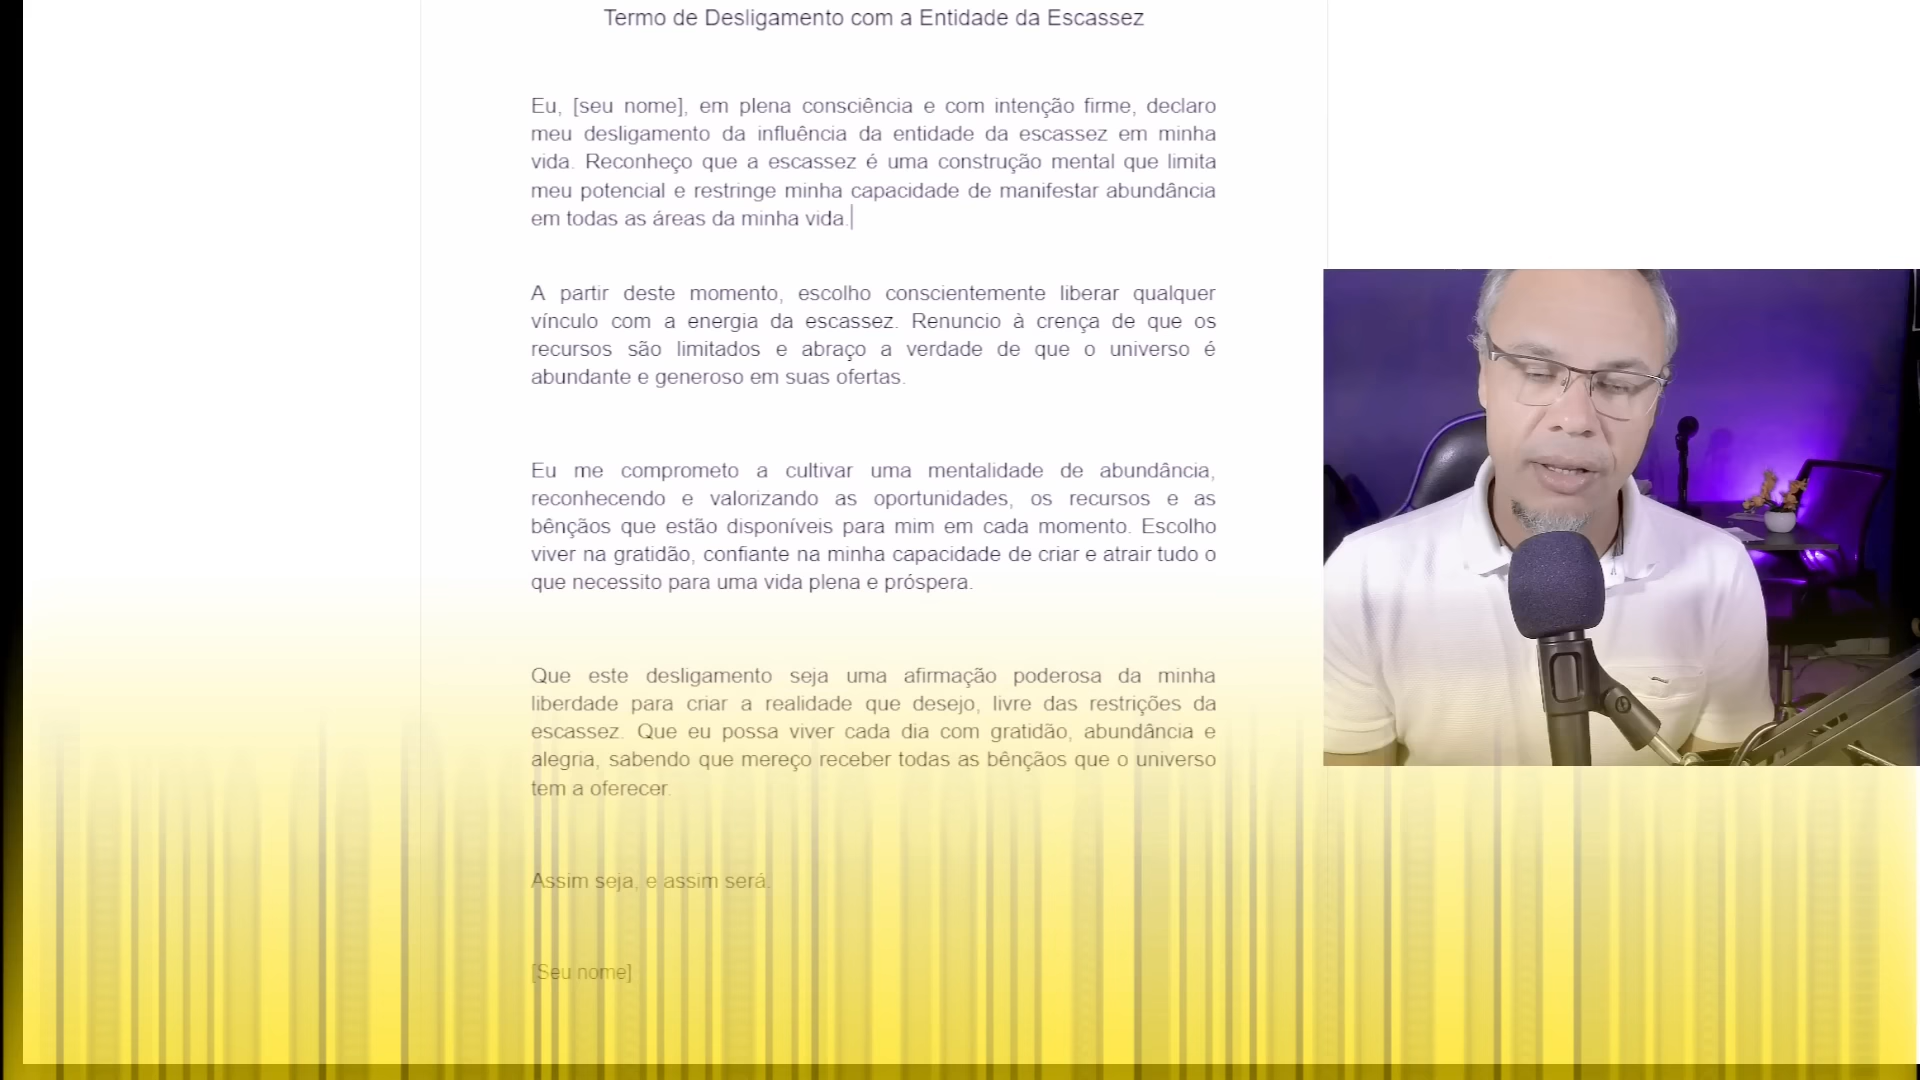 Termo de Desligamento com a Entidade da Escassez
Eu, [seu nome], em plena consciência e com intenção firme, declaro
meu desligamento da influência da entidade da escassez em minha
vida. Reconheço que a escassez é uma construção mental que limita
meu potencial e restringe minha capacidade de manifestar abundância
em todas as áreas da minha vida.
A partir deste momento, escolho conscientemente liberar qualquer
vínculo com a energia da escassez. Renuncio à crença de que os
recursos são limitados e abraço a verdade de que o universo é
abundante e generoso em suas ofertas.
Eu me comprometo a cultivar uma mentalidade de abundância,
reconhecendo e valorizando as oportunidades, os recursos e as
bênçãos que estão disponíveis para mim em cada momento. Escolho
viver na gratidão, confiante na minha capacidade de criar e atrair tudo o
que necessito para uma vida plena e próspera.
Que este desligamento seja uma afirmação poderosa da minha
liberdade para criar a realidade que desejo, livre das restrições da
escassez. Que eu possa viver cada dia com gratidão, abundância e
alegria, sabendo que mereço receber todas as bênçãos que o universo
tem a oferecer.
Assim seja, e assim será.
[Seu nome]